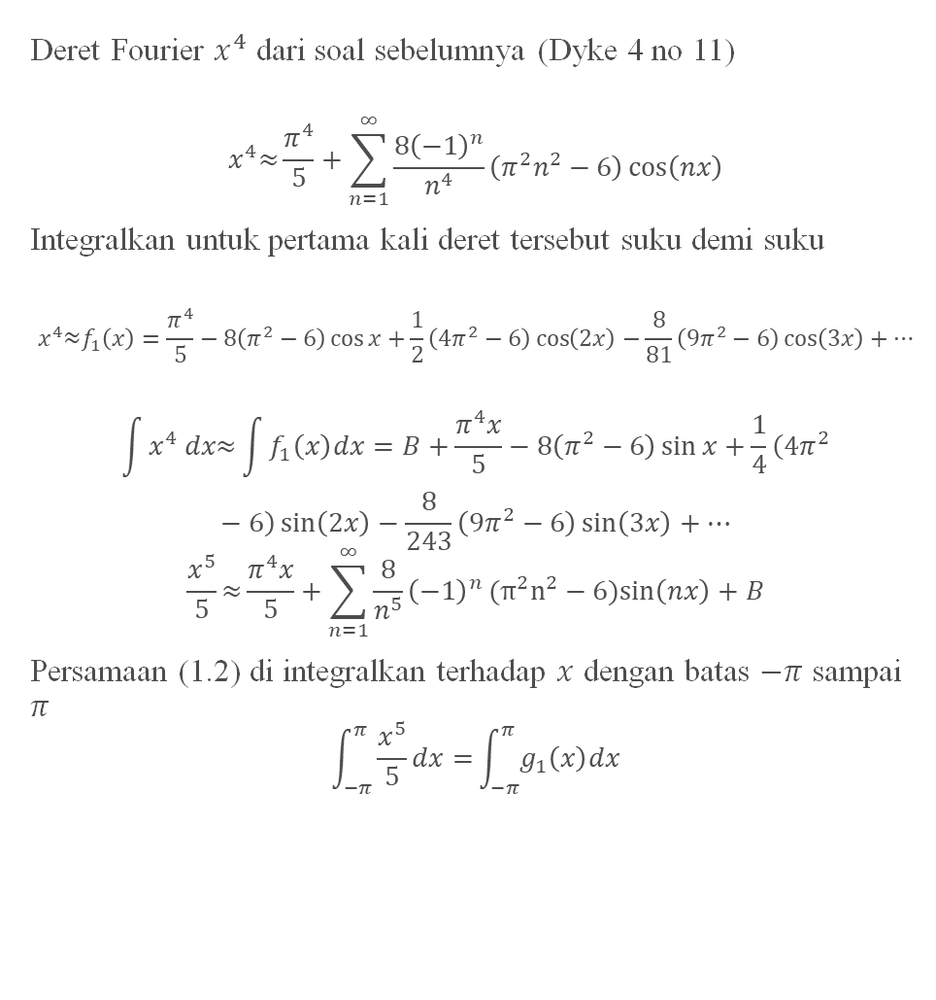 Deret Fourier 𝑥⁴ dari soal sebelumnya (Dyke 4 no 11)
$x^4 \approx \frac{\pi^4}{5} + \sum_{n=1}^{\infty} \frac{8(-1)^n}{n^4} (\pi^2 n^2 - 6) \cos(nx)$
Integralkan untuk pertama kali deret tersebut suku demi suku
$x^4 \approx f_1(x) = \frac{\pi^4}{5} - 8(\pi^2 - 6) \cos x + \frac{1}{2} (4\pi^2 - 6) \cos(2x) - \frac{8}{81} (9\pi^2 - 6) \cos(3x) + \cdots$
$\int x^4 \, dx \approx \int f_1(x) dx = B + \frac{\pi^4 x}{5} - 8(\pi^2 - 6) \sin x + \frac{1}{4} (4\pi^2$
$- 6) \sin(2x) - \frac{8}{243} (9\pi^2 - 6) \sin(3x) + \cdots$
$\frac{x^5}{5} \approx \frac{\pi^4 x}{5} + \sum_{n=1}^{\infty} \frac{8}{n^5} (-1)^n (\pi^2 n^2 - 6) \sin(nx) + B$
Persamaan (1.2) di integralkan terhadap 𝑥 dengan batas −𝜋 sampai
𝜋
$\int_{-\pi}^{\pi} \frac{x^5}{5} dx = \int_{-\pi}^{\pi} g_1(x) dx$